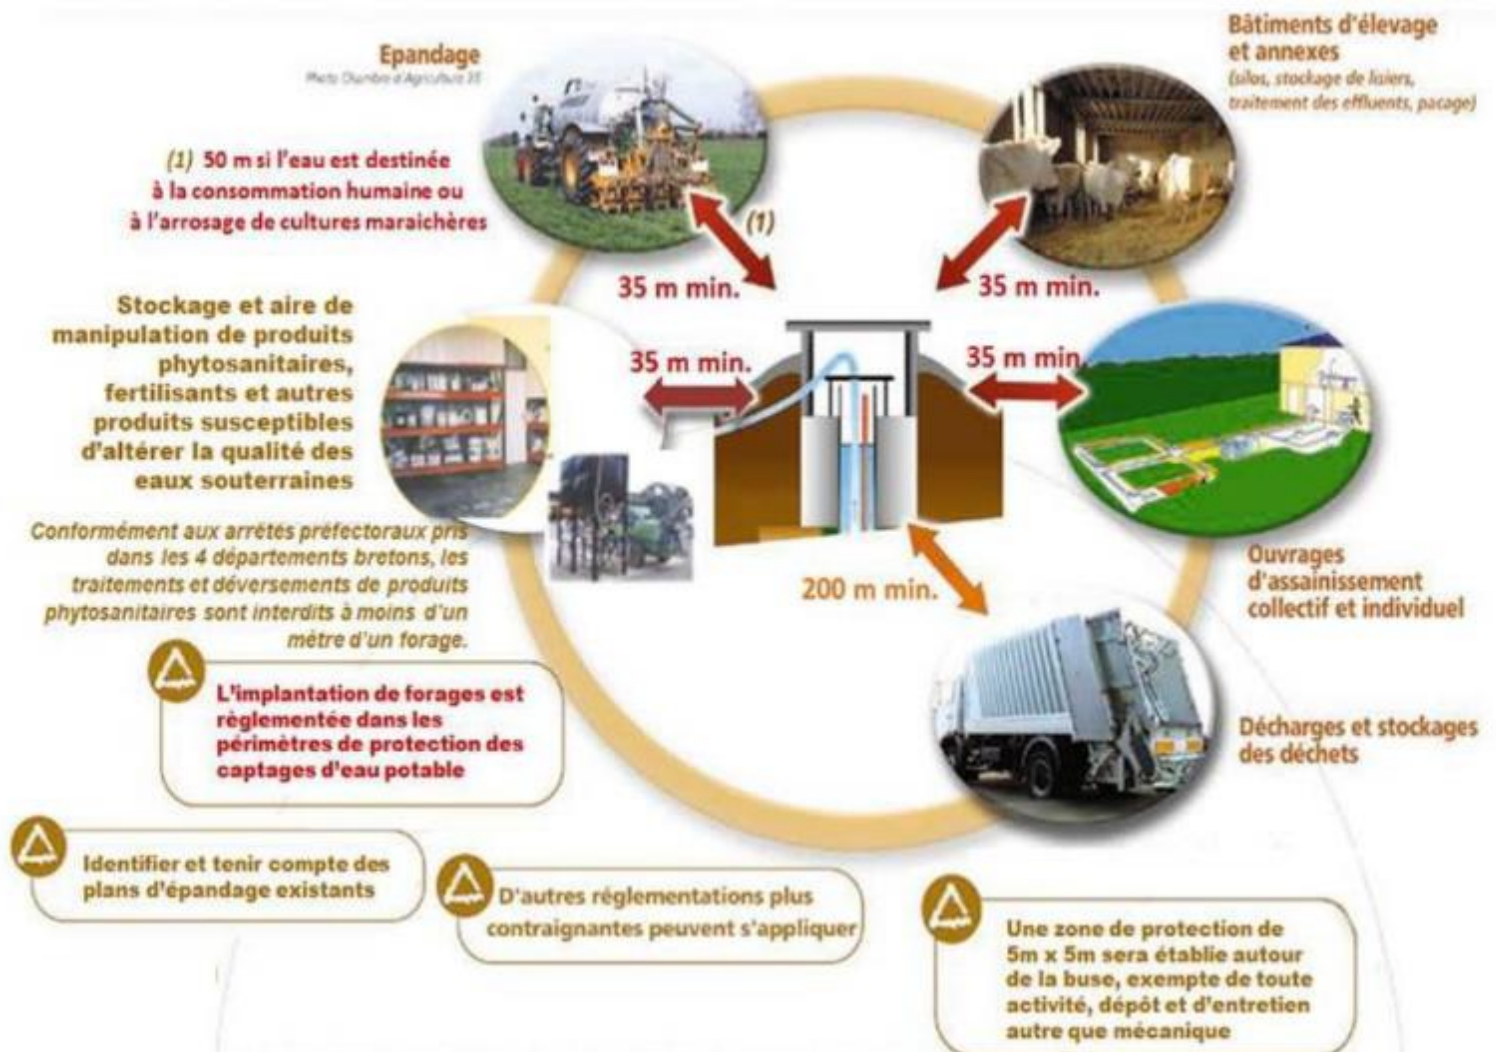 Epandage
Photo Chambre d'Agriculture 35
(1) 50 m si l'eau est destinée
à la consommation humaine ou
à l'arrosage de cultures maraichères
Bâtiments d'élevage
et annexes
(silos, stockage de lisiers,
traitement des effluents, pacage)
(1)
35 m min.
35 m min.
35 m min.
35 m min.
Stockage et aire de
manipulation de produits
phytosanitaires,
fertilisants et autres
produits susceptibles
d'altérer la qualité des
eaux souterraines
Conformément aux arrêtés préfectoraux pris
dans les 4 départements bretons, les
traitements et déversements de produits
phytosanitaires sont interdits à moins d'un
mètre d'un forage.
200 m min.
Ouvrages
d'assainissement
collectif et individuel
Décharges et stockages
des déchets
L'implantation de forages est
règlementée dans les
périmètres de protection des
captages d'eau potable
Identifier et tenir compte des
plans d'épandage existants
D'autres réglementations plus
contraignantes peuvent s'appliquer
Une zone de protection de
5m x 5m sera établie autour
de la buse, exempte de toute
activité, dépôt et d'entretien
autre que mécanique